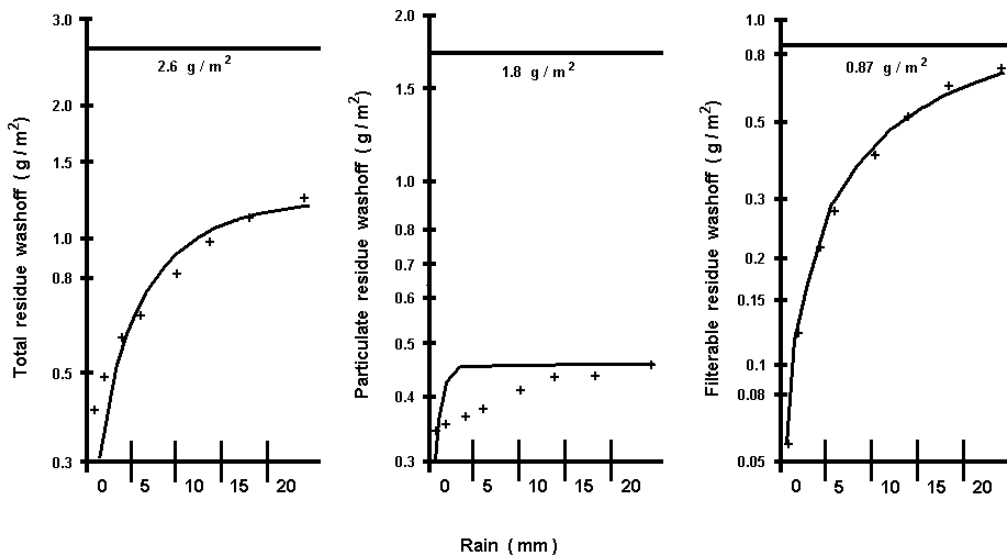 Total residue washoff ( g / m²)
3.0
2.0
1.5
1.0
0.8
0.5
0.3
2.6 g / m²
0 5 10 15 20
Particulate residue washoff ( g / m²)
2.0
1.5
1.0
0.9
0.8
0.7
0.6
0.5
0.4
0.3
1.8 g / m²
0 5 10 15 20
Filterable residue washoff ( g / m²)
1.0
0.8
0.5
0.3
0.2
0.15
0.1
0.08
0.05
0.87 g / m²
0 5 10 15 20
Rain ( mm )